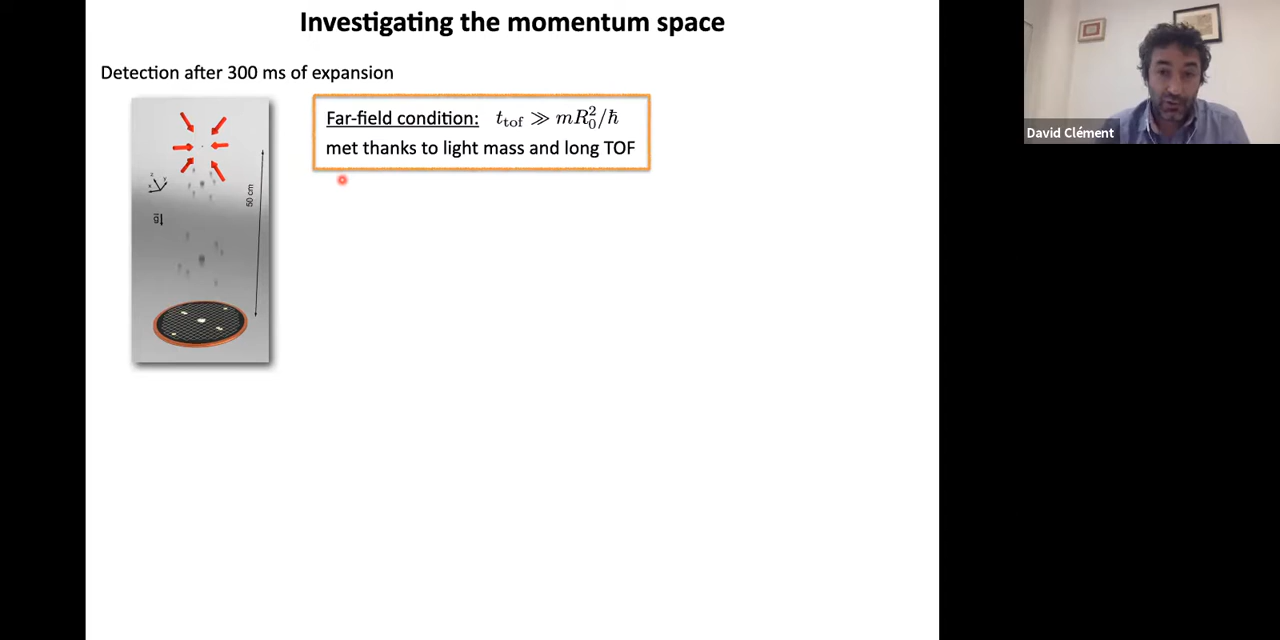 Investigating the momentum space
Detection after 300 ms of expansion
Far-field condition: t_tof ≫ mR_0^2/ħ
met thanks to light mass and long TOF
z
x y
50 cm
g
David Clément